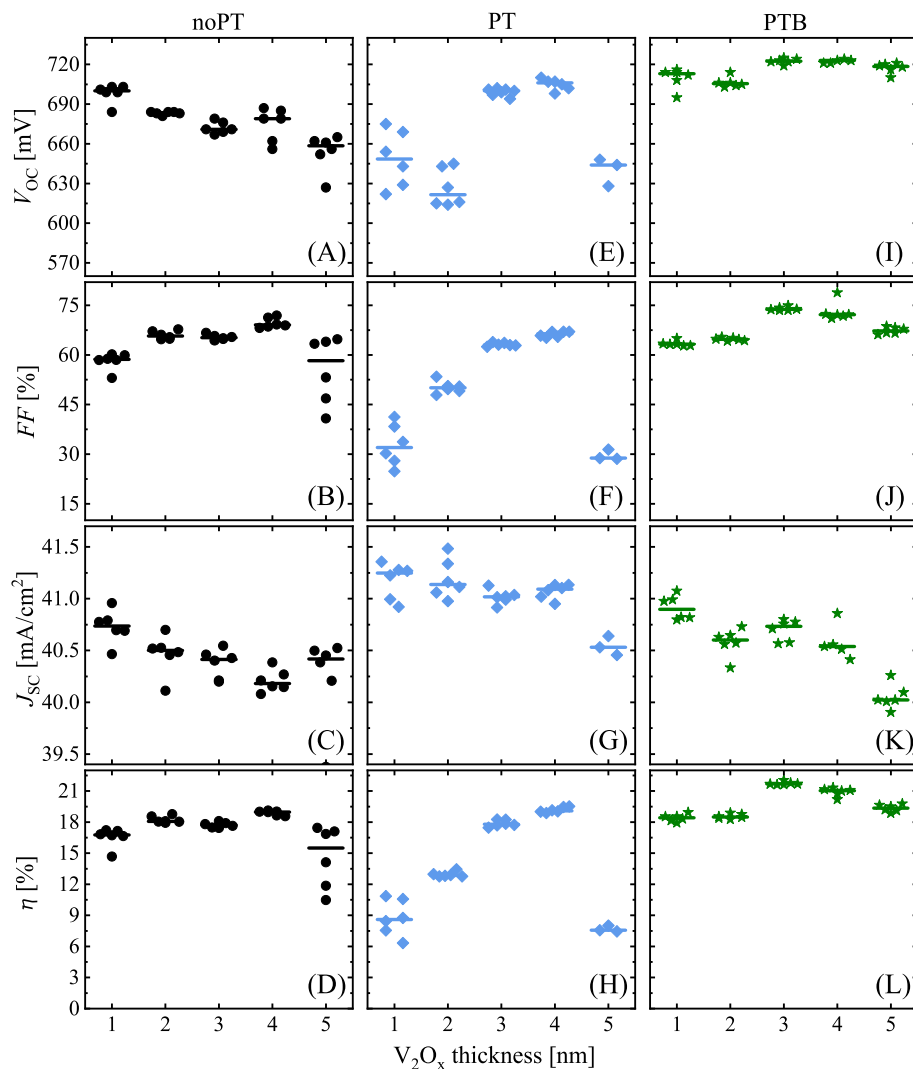 noPT PT PTB
720
690
660
630
600
570
V_OC [mV]
(A) (E) (I)
75
60
45
30
15
FF [%]
(B) (F) (J)
41.5
41.0
40.5
40.0
39.5
J_SC [mA/cm²]
(C) (G) (K)
21
18
15
12
9
6
3
0
η [%]
(D) (H) (L)
1 2 3 4 5 1 2 3 4 5 1 2 3 4 5
V₂Oₓ thickness [nm]